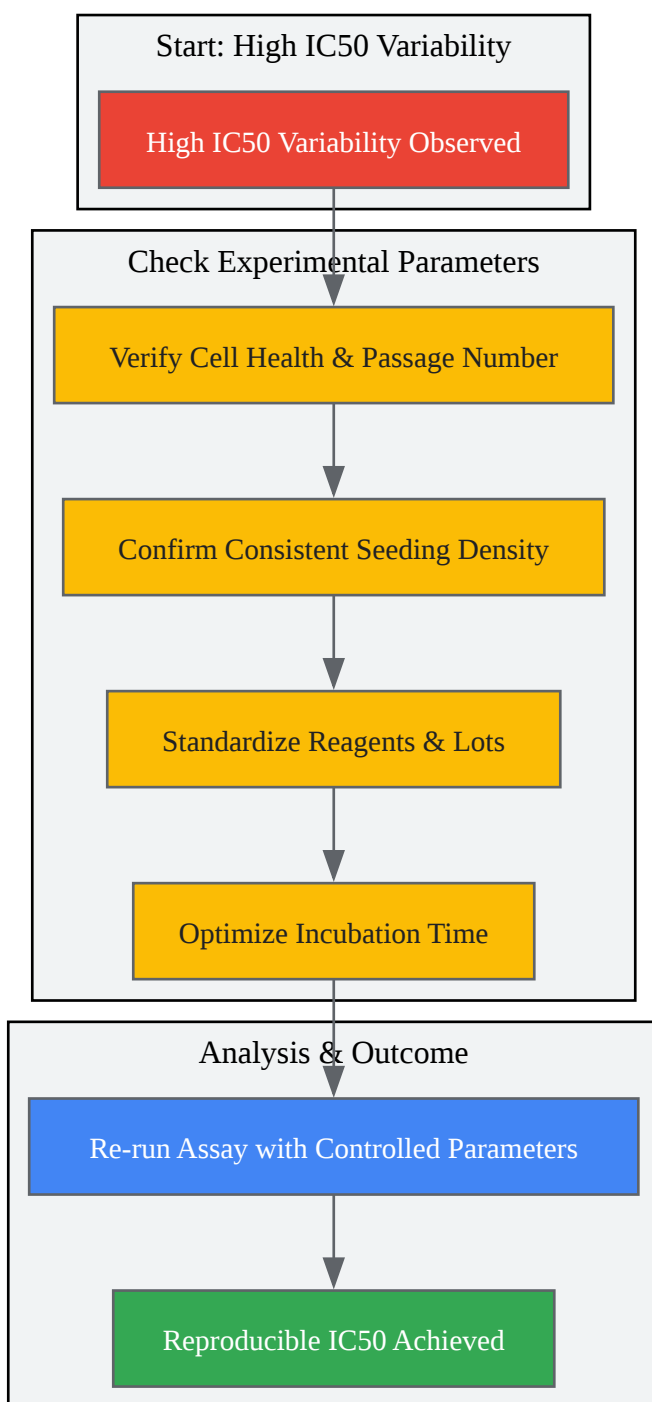 Start: High IC50 Variability
High IC50 Variability Observed
Check Experimental Parameters
Verify Cell Health & Passage Number
Confirm Consistent Seeding Density
Standardize Reagents & Lots
Optimize Incubation Time
Analysis & Outcome
Re-run Assay with Controlled Parameters
Reproducible IC50 Achieved